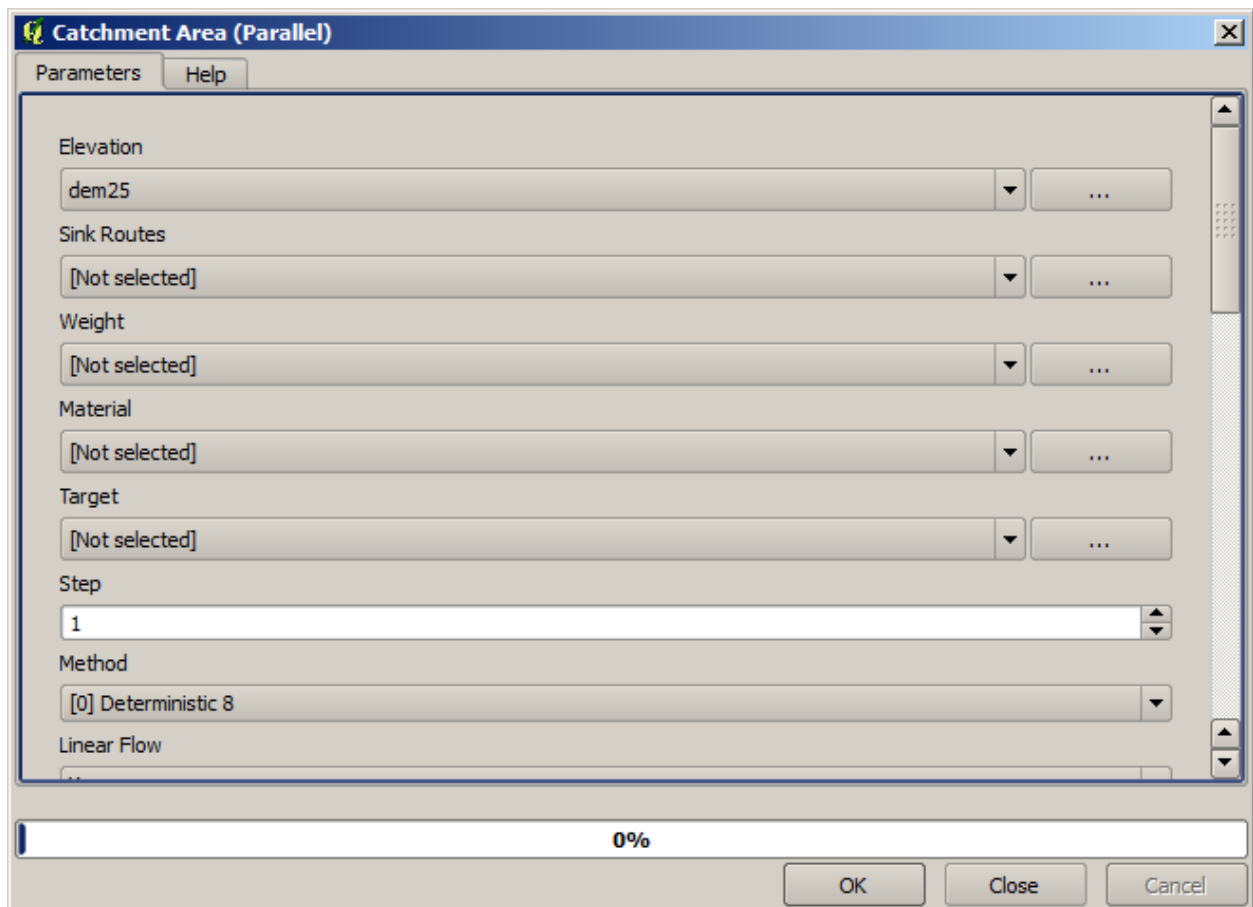 Catchment Area (Parallel)
Parameters Help
Elevation
dem25 ...
Sink Routes
[Not selected] ...
Weight
[Not selected] ...
Material
[Not selected] ...
Target
[Not selected] ...
Step
1
Method
[0] Deterministic 8
Linear Flow
0%
OK Close Cancel